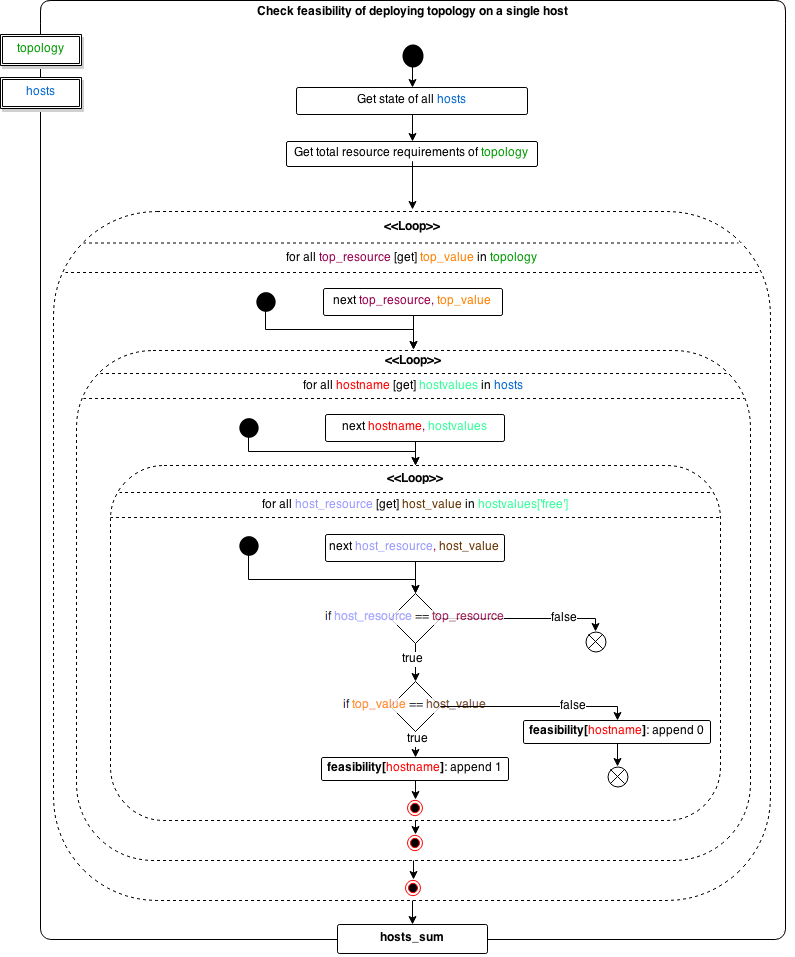 Check feasibility of deploying topology on a single host
topology
hosts
Get state of all hosts
Get total resource requirements of topology
<<Loop>>
for all top_resource [get] top_value in topology
next top_resource, top_value
<<Loop>>
for all hostname [get] hostvalues in hosts
next hostname, hostvalues
<<Loop>>
for all host_resource [get] host_value in hostvalues['free']
next host_resource, host_value
if host_resource == top_resource
false
true
if top_value == host_value
false
feasibility[hostname]: append 0
true
feasibility[hostname]: append 1
hosts_sum